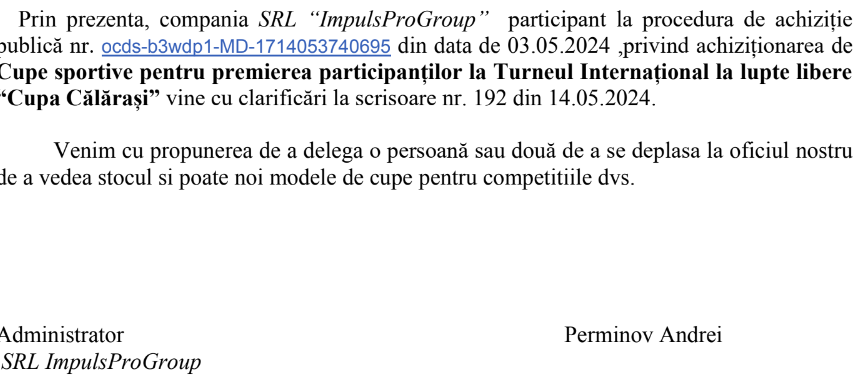 Prin prezenta, compania SRL “ImpulsProGroup” participant la procedura de achiziție
publică nr. ocds-b3wdp1-MD-1714053740695 din data de 03.05.2024 ,privind achiziționarea de
Cupe sportive pentru premierea participanților la Turneul Internațional la lupte libere
“Cupa Călărași” vine cu clarificări la scrisoare nr. 192 din 14.05.2024.
Venim cu propunerea de a delega o persoană sau două de a se deplasa la oficiul nostru
de a vedea stocul si poate noi modele de cupe pentru competitiile dvs.
Administrator Perminov Andrei
SRL ImpulsProGroup